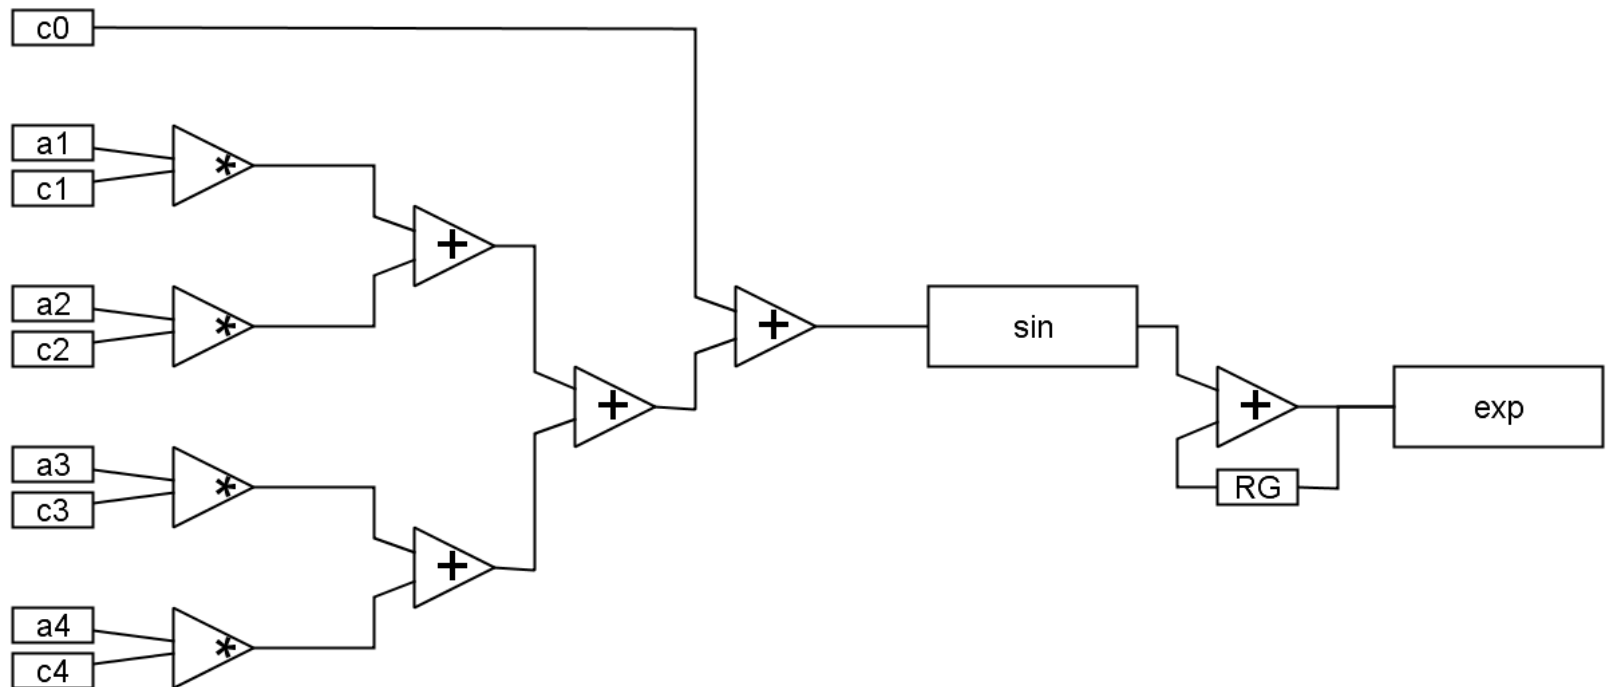 c0
a1
*
c1
+
a2
*
c2
+
sin
+
+
exp
a3
*
c3
RG
+
a4
*
c4